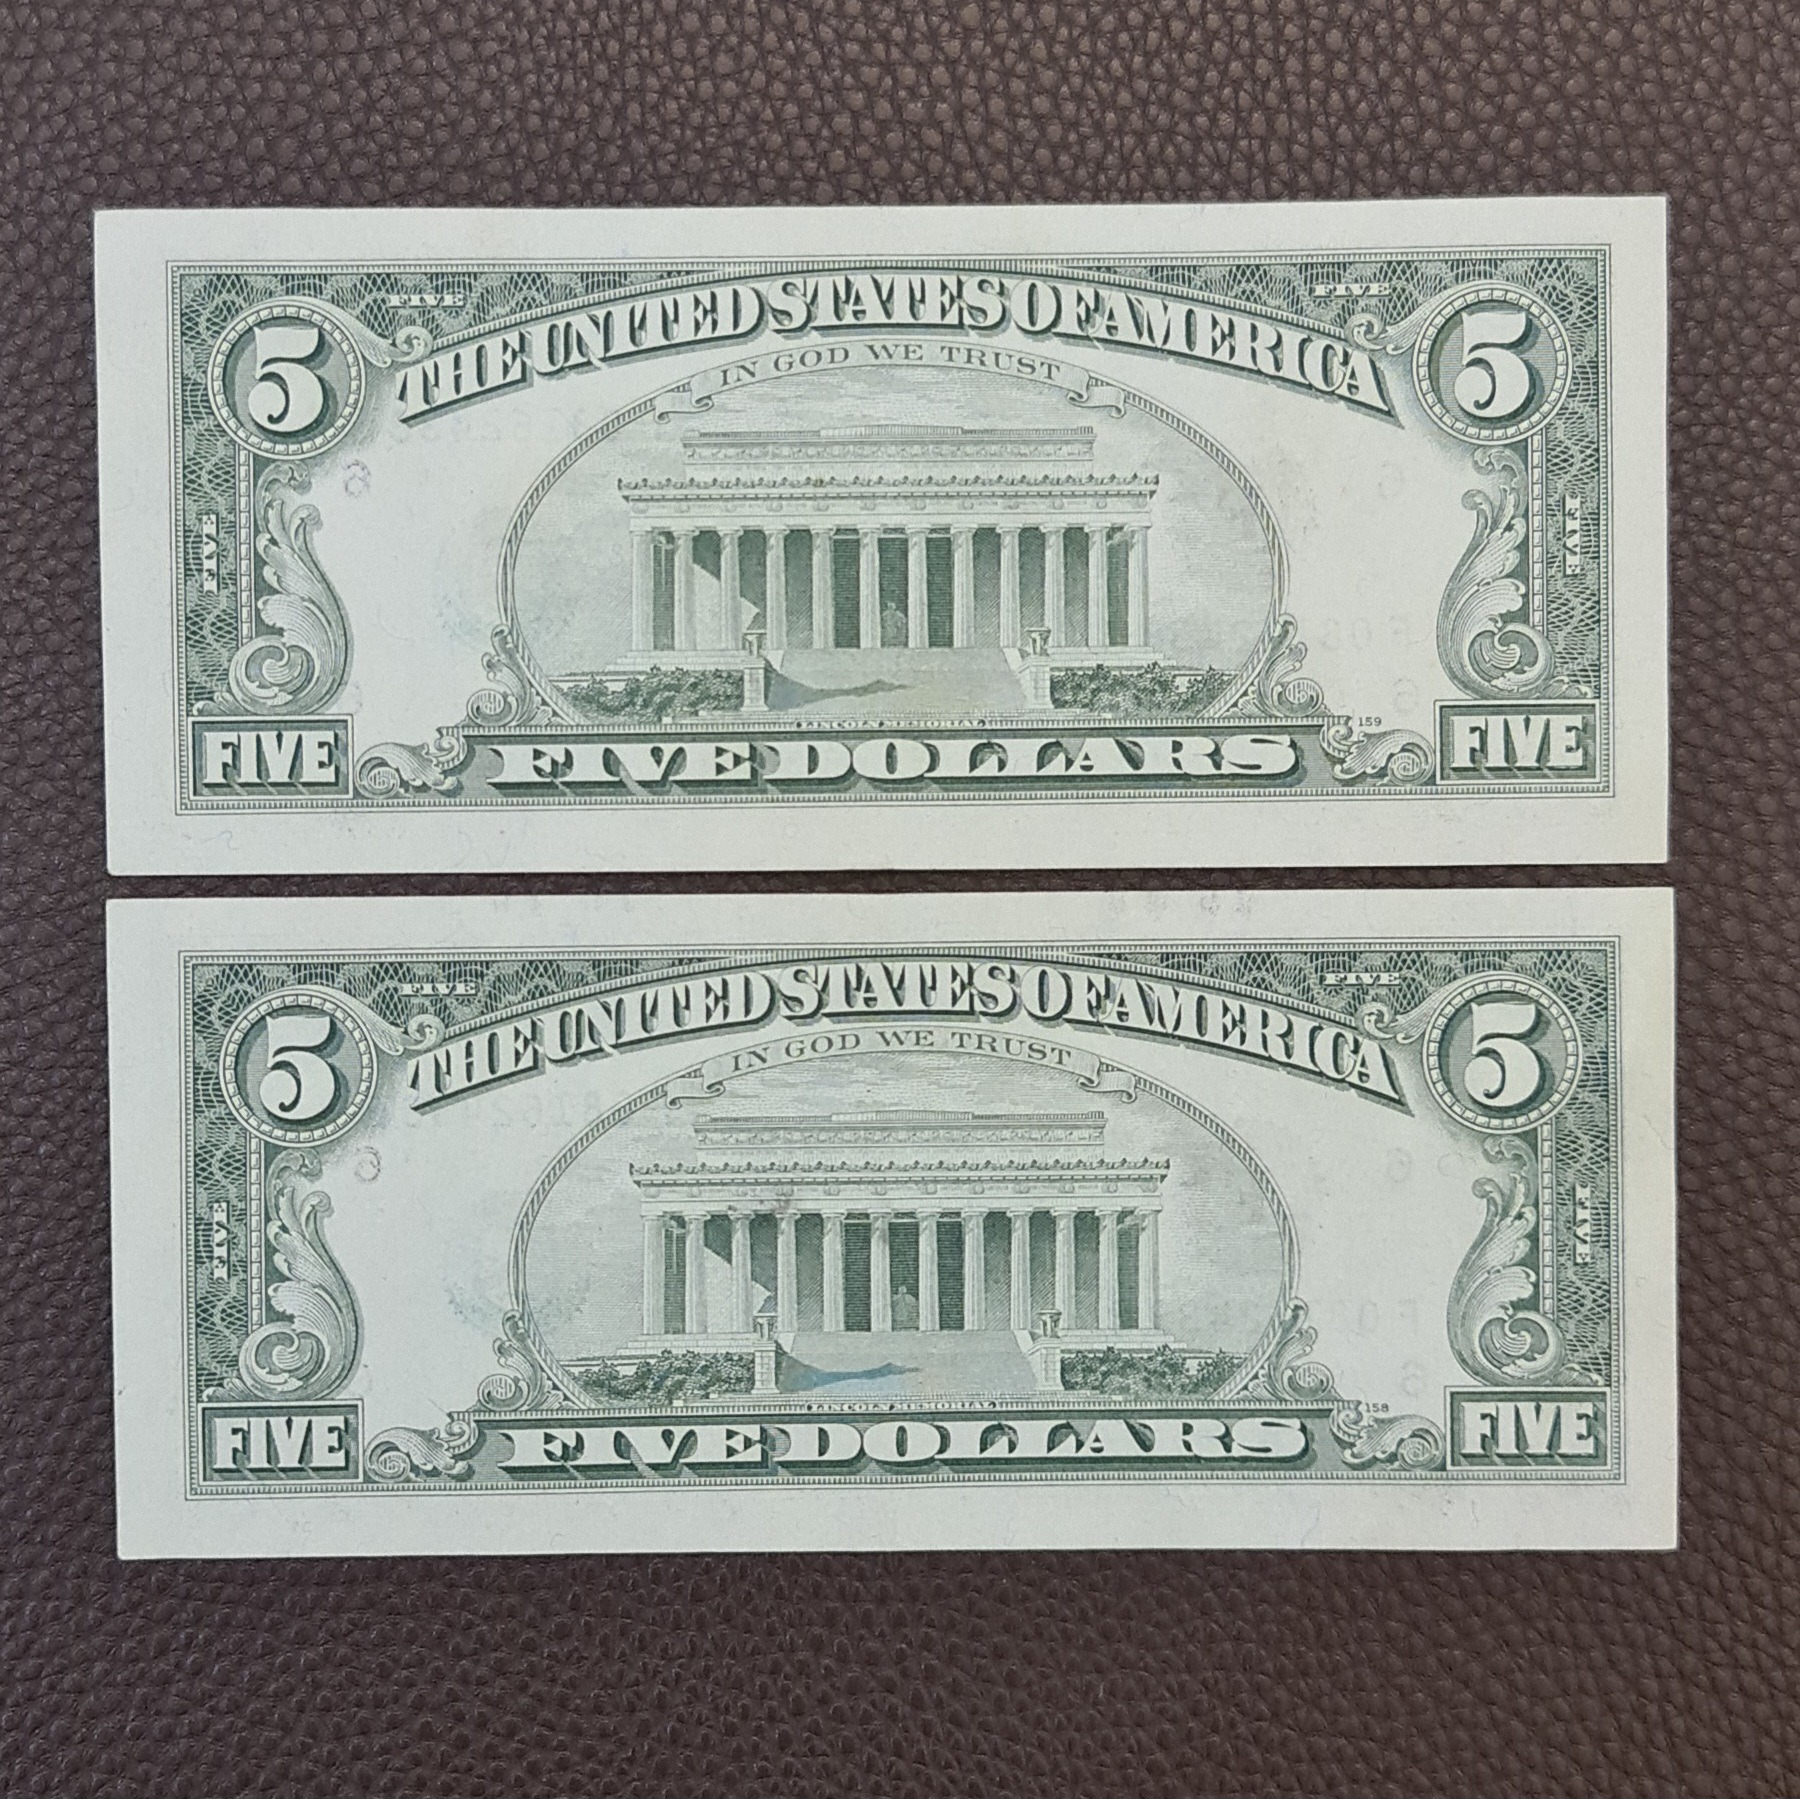 FIVE FIVE
5 THE UNITED STATES OF AMERICA 5
IN GOD WE TRUST
FIVE FIVE
LINCOLN MEMORIAL
159
FIVE FIVE DOLLARS FIVE
FIVE FIVE
5 THE UNITED STATES OF AMERICA 5
IN GOD WE TRUST
FIVE FIVE
LINCOLN MEMORIAL
158
FIVE FIVE DOLLARS FIVE